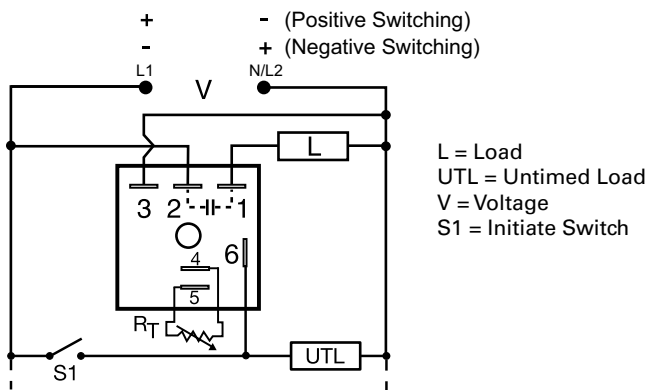 + - (Positive Switching)
- + (Negative Switching)
L1 N/L2
V
L
3 2 1
6
4
5
RT
S1
UTL
L = Load
UTL = Untimed Load
V = Voltage
S1 = Initiate Switch